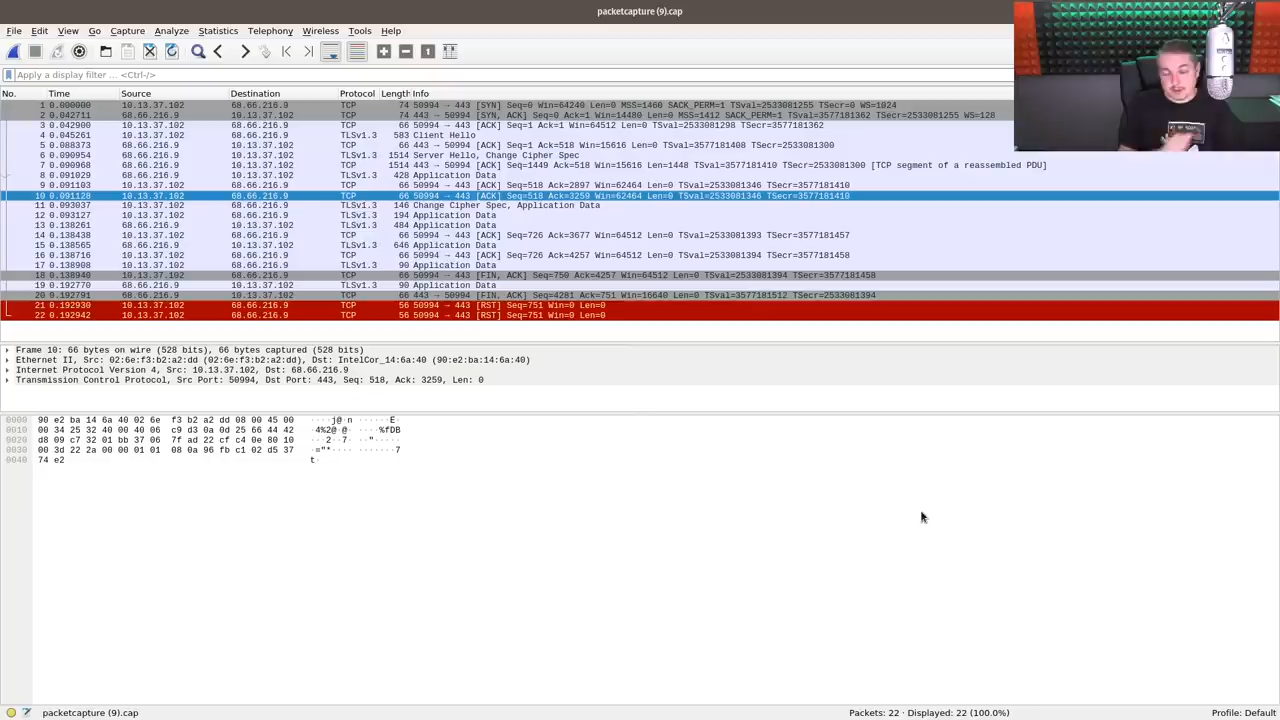 packetcapture (9).cap
File Edit View Go Capture Analyze Statistics Telephony Wireless Tools Help
Apply a display filter ... <Ctrl-/>
No. Time Source Destination Protocol Length Info
1 0.000000 10.13.37.102 68.66.216.9 TCP 74 50994 → 443 [SYN] Seq=0 Win=64240 Len=0 MSS=1460 SACK_PERM=1 TSval=2533081255 TSecr=0 WS=1024
2 0.042711 68.66.216.9 10.13.37.102 TCP 74 443 → 50994 [SYN, ACK] Seq=0 Ack=1 Win=14480 Len=0 MSS=1412 SACK_PERM=1 TSval=3577181362 TSecr=2533081255 WS=128
3 0.042900 10.13.37.102 68.66.216.9 TCP 66 50994 → 443 [ACK] Seq=1 Ack=1 Win=64512 Len=0 TSval=2533081298 TSecr=3577181362
4 0.045261 10.13.37.102 68.66.216.9 TLSv1.3 583 Client Hello
5 0.088373 68.66.216.9 10.13.37.102 TCP 66 443 → 50994 [ACK] Seq=1 Ack=518 Win=15616 Len=0 TSval=3577181408 TSecr=2533081300
6 0.090954 68.66.216.9 10.13.37.102 TLSv1.3 1514 Server Hello, Change Cipher Spec
7 0.090968 68.66.216.9 10.13.37.102 TCP 1514 443 → 50994 [ACK] Seq=1449 Ack=518 Win=15616 Len=1448 TSval=3577181410 TSecr=2533081300 [TCP segment of a reassembled PDU]
8 0.091029 68.66.216.9 10.13.37.102 TLSv1.3 428 Application Data
9 0.091103 10.13.37.102 68.66.216.9 TCP 66 50994 → 443 [ACK] Seq=518 Ack=2897 Win=62464 Len=0 TSval=2533081346 TSecr=3577181410
10 0.091128 10.13.37.102 68.66.216.9 TCP 66 50994 → 443 [ACK] Seq=518 Ack=3259 Win=62464 Len=0 TSval=2533081346 TSecr=3577181410
11 0.093037 10.13.37.102 68.66.216.9 TLSv1.3 146 Change Cipher Spec, Application Data
12 0.093127 10.13.37.102 68.66.216.9 TLSv1.3 194 Application Data
13 0.138261 68.66.216.9 10.13.37.102 TLSv1.3 484 Application Data
14 0.138438 10.13.37.102 68.66.216.9 TCP 66 50994 → 443 [ACK] Seq=726 Ack=3677 Win=64512 Len=0 TSval=2533081393 TSecr=3577181457
15 0.138565 68.66.216.9 10.13.37.102 TLSv1.3 646 Application Data
16 0.138716 10.13.37.102 68.66.216.9 TCP 66 50994 → 443 [ACK] Seq=726 Ack=4257 Win=64512 Len=0 TSval=2533081394 TSecr=3577181458
17 0.138908 10.13.37.102 68.66.216.9 TLSv1.3 90 Application Data
18 0.138940 10.13.37.102 68.66.216.9 TCP 66 50994 → 443 [FIN, ACK] Seq=750 Ack=4257 Win=64512 Len=0 TSval=2533081394 TSecr=3577181458
19 0.192770 68.66.216.9 10.13.37.102 TLSv1.3 90 Application Data
20 0.192791 68.66.216.9 10.13.37.102 TCP 66 443 → 50994 [FIN, ACK] Seq=4281 Ack=751 Win=16640 Len=0 TSval=3577181512 TSecr=2533081394
21 0.192930 10.13.37.102 68.66.216.9 TCP 56 50994 → 443 [RST] Seq=751 Win=0 Len=0
22 0.192942 10.13.37.102 68.66.216.9 TCP 56 50994 → 443 [RST] Seq=751 Win=0 Len=0
Frame 10: 66 bytes on wire (528 bits), 66 bytes captured (528 bits)
Ethernet II, Src: 02:6e:f3:b2:a2:dd (02:6e:f3:b2:a2:dd), Dst: IntelCor_14:6a:40 (90:e2:ba:14:6a:40)
Internet Protocol Version 4, Src: 10.13.37.102, Dst: 68.66.216.9
Transmission Control Protocol, Src Port: 50994, Dst Port: 443, Seq: 518, Ack: 3259, Len: 0
0000 90 e2 ba 14 6a 40 02 6e f3 b2 a2 dd 08 00 45 00 ····j@·n ······E·
0010 00 34 25 32 40 00 40 06 c9 d3 0a 0d 25 66 44 42 ·4%2@·@· ····%fDB
0020 d8 09 c7 32 01 bb 37 06 7f ad 22 cf c4 0e 80 10 ···2··7· ··"·····
0030 00 3d 22 2a 00 00 01 01 08 0a 96 fb c1 02 d5 37 ·="*···· ·······7
0040 74 e2 t·
packetcapture (9).cap Packets: 22 · Displayed: 22 (100.0%) Profile: Default